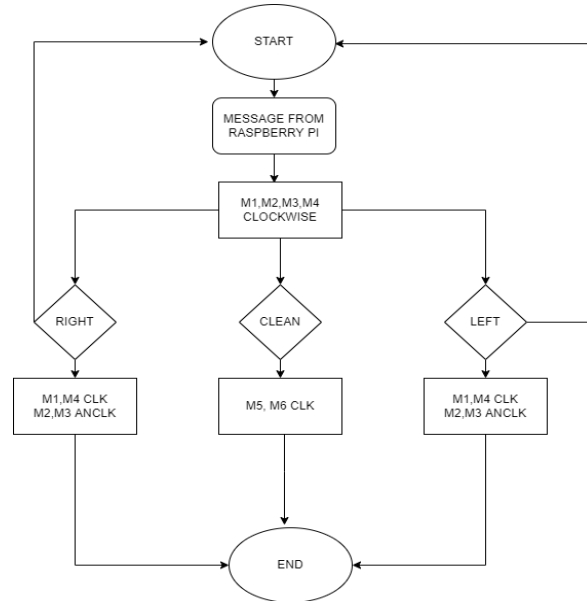 START
MESSAGE FROM
RASPBERRY PI
M1,M2,M3,M4
CLOCKWISE
RIGHT
CLEAN
LEFT
M1,M4 CLK
M2,M3 ANCLK
M5, M6 CLK
M1,M4 CLK
M2,M3 ANCLK
END